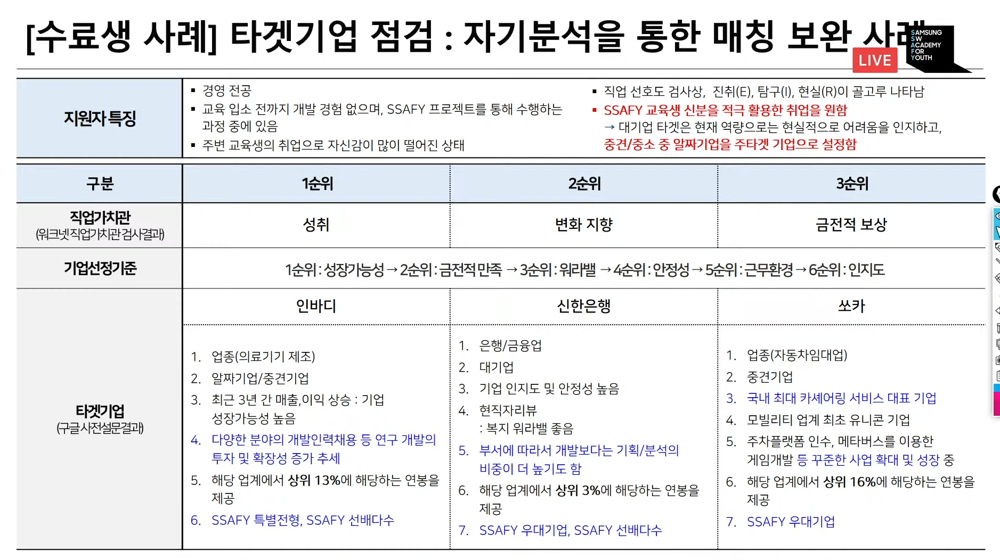 [수료생 사례] 타겟기업 점검 : 자기분석을 통한 매칭 보완
SAMSUNG
SW
ACADEMY
FOR
YOUTH
LIVE
지원자 특징
▪ 경영 전공
▪ 교육 입소 전까지 개발 경험 없으며, SSAFY 프로젝트를 통해 수행하는
과정 중에 있음
▪ 주변 교육생의 취업으로 자신감이 많이 떨어진 상태
▪ 직업 선호도 검사상, 진취(E), 탐구(I), 현실(R)이 골고루 나타남
▪ SSAFY 교육생 신분을 적극 활용한 취업을 원함
→ 대기업 타겟은 현재 역량으로는 현실적으로 어려움을 인지하고,
중견/중소 중 알짜기업을 주타겟 기업으로 설정함
구분
1순위
2순위
3순위
직업가치관
(워크넷 직업가치관 검사결과)
성취
변화 지향
금전적 보상
기업선정기준
1순위 : 성장가능성 → 2순위 : 금전적 만족 → 3순위 : 워라밸 → 4순위 : 안정성 → 5순위 : 근무환경 → 6순위 : 인지도
타겟기업
(구글 사전설문결과)
인바디
1. 업종(의료기기 제조)
2. 알짜기업/중견기업
3. 최근 3년 간 매출,이익 상승 : 기업
성장가능성 높음
4. 다양한 분야의 개발인력채용 등 연구 개발의
투자 및 확장성 증가 추세
5. 해당 업계에서 상위 13%에 해당하는 연봉을
제공
6. SSAFY 특별전형, SSAFY 선배다수
신한은행
1. 은행/금융업
2. 대기업
3. 기업 인지도 및 안정성 높음
4. 현직자리뷰
: 복지 워라밸 좋음
5. 부서에 따라서 개발보다는 기획/분석의
비중이 더 높기도 함
6. 해당 업계에서 상위 3%에 해당하는 연봉을
제공
7. SSAFY 우대기업, SSAFY 선배다수
쏘카
1. 업종(자동차임대업)
2. 중견기업
3. 국내 최대 카셰어링 서비스 대표 기업
4. 모빌리티 업계 최초 유니콘 기업
5. 주차플랫폼 인수, 메타버스를 이용한
게임개발 등 꾸준한 사업 확대 및 성장 중
6. 해당 업계에서 상위 16%에 해당하는 연봉을
제공
7. SSAFY 우대기업